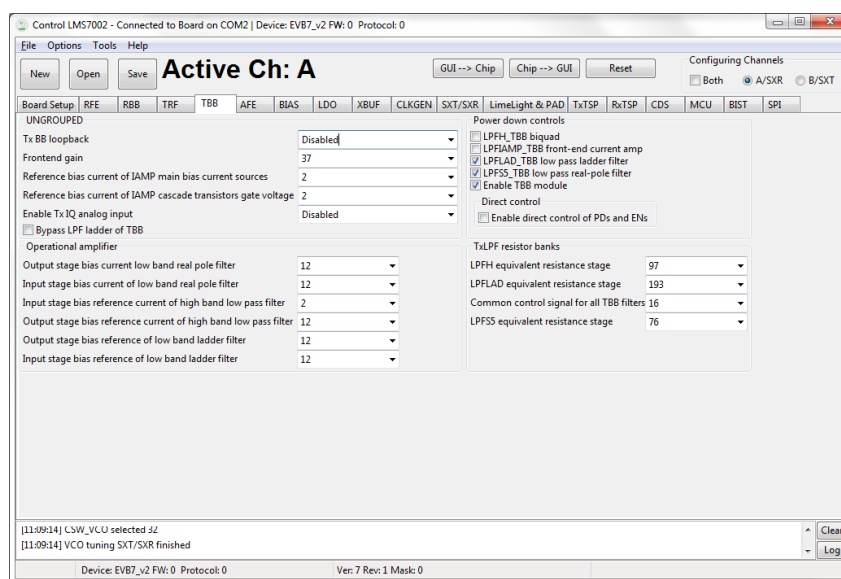 Control LMS7002 - Connected to Board on COM2 | Device: EVB7_v2 FW: 0 Protocol: 0
File Options Tools Help
New Open Save Active Ch: A GUI --> Chip Chip --> GUI Reset Configuring Channels
Both A/SXR B/SXT
Board Setup RFE RBB TRF TBB AFE BIAS LDO XBUF CLKGEN SXT/SXR LimeLight & PAD TxTSP RxTSP CDS MCU BIST SPI
UNGROUPED
Tx BB loopback Disabled
Frontend gain 37
Reference bias current of IAMP main bias current sources 2
Reference bias current of IAMP cascade transistors gate voltage 2
Enable Tx IQ analog input Disabled
Bypass LPF ladder of TBB
Power down controls
LPFH_TBB biquad
LPFIAMP_TBB front-end current amp
LPFLAD_TBB low pass ladder filter
LPFS5_TBB low pass real-pole filter
Enable TBB module
Direct control
Enable direct control of PDs and ENs
Operational amplifier
Output stage bias current low band real pole filter 12
Input stage bias current of low band real pole filter 12
Input stage bias reference current of high band low pass filter 2
Output stage bias reference current of high band low pass filter 12
Output stage bias reference of low band ladder filter 12
Input stage bias reference of low band ladder filter 12
TxLPF resistor banks
LPFH equivalent resistance stage 97
LPFLAD equivalent resistance stage 193
Common control signal for all TBB filters 16
LPFS5 equivalent resistance stage 76
[11:09:14] CSW_VCO selected 32
[11:09:14] VCO tuning SXT/SXR finished
Clear
Log
Device: EVB7_v2 FW: 0 Protocol: 0 Ver: 7 Rev: 1 Mask: 0